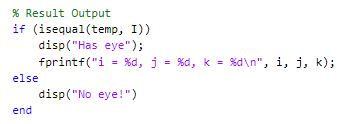 % Result Output
if (isequal(temp, I))
    disp("Has eye");
    fprintf("i = %d, j = %d, k = %d\n", i, j, k);
else
    disp("No eye!")
end